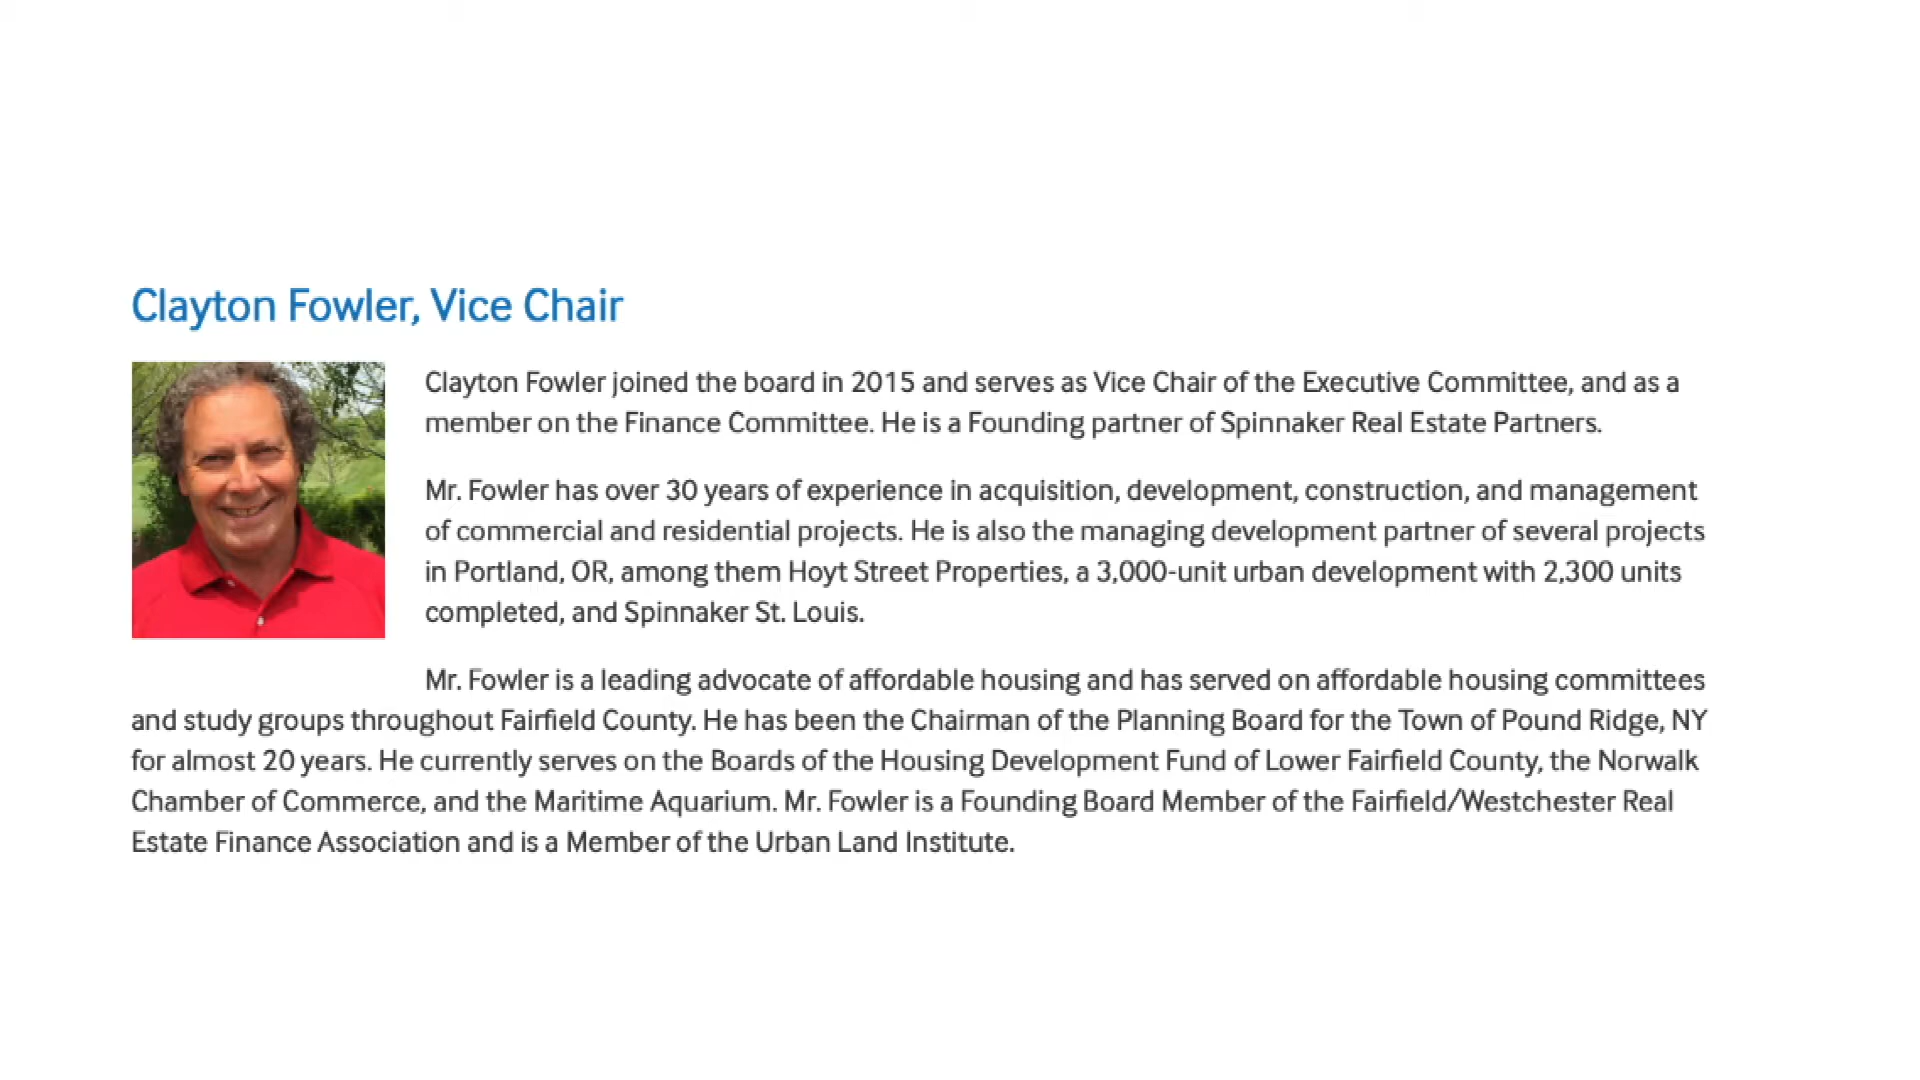 Clayton Fowler, Vice Chair
Clayton Fowler joined the board in 2015 and serves as Vice Chair of the Executive Committee, and as a
member on the Finance Committee. He is a Founding partner of Spinnaker Real Estate Partners.
Mr. Fowler has over 30 years of experience in acquisition, development, construction, and management
of commercial and residential projects. He is also the managing development partner of several projects
in Portland, OR, among them Hoyt Street Properties, a 3,000-unit urban development with 2,300 units
completed, and Spinnaker St. Louis.
Mr. Fowler is a leading advocate of affordable housing and has served on affordable housing committees
and study groups throughout Fairfield County. He has been the Chairman of the Planning Board for the Town of Pound Ridge, NY
for almost 20 years. He currently serves on the Boards of the Housing Development Fund of Lower Fairfield County, the Norwalk
Chamber of Commerce, and the Maritime Aquarium. Mr. Fowler is a Founding Board Member of the Fairfield/Westchester Real
Estate Finance Association and is a Member of the Urban Land Institute.